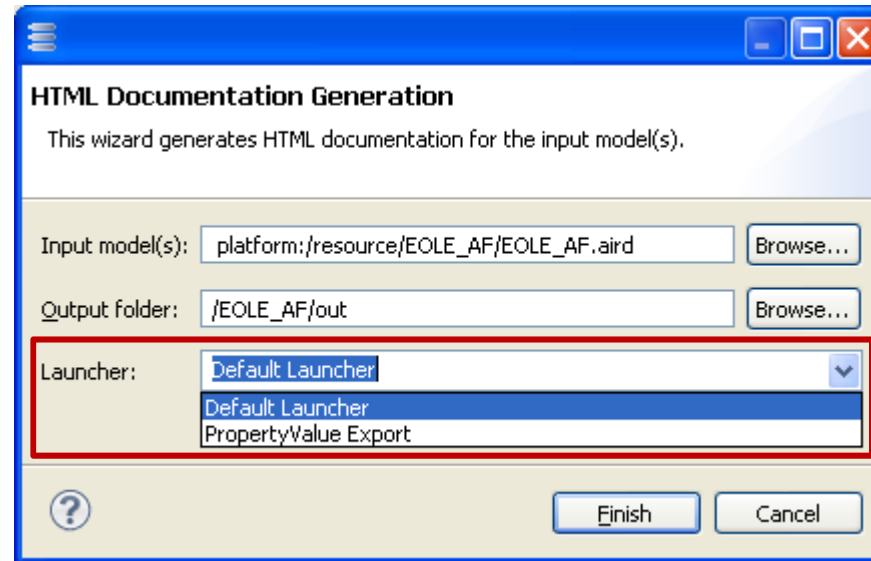 HTML Documentation Generation
This wizard generates HTML documentation for the input model(s).
Input model(s): platform:/resource/EOLE_AF/EOLE_AF.aird Browse...
Output folder: /EOLE_AF/out Browse...
Launcher: Default Launcher
Default Launcher
PropertyValue Export
? Finish Cancel